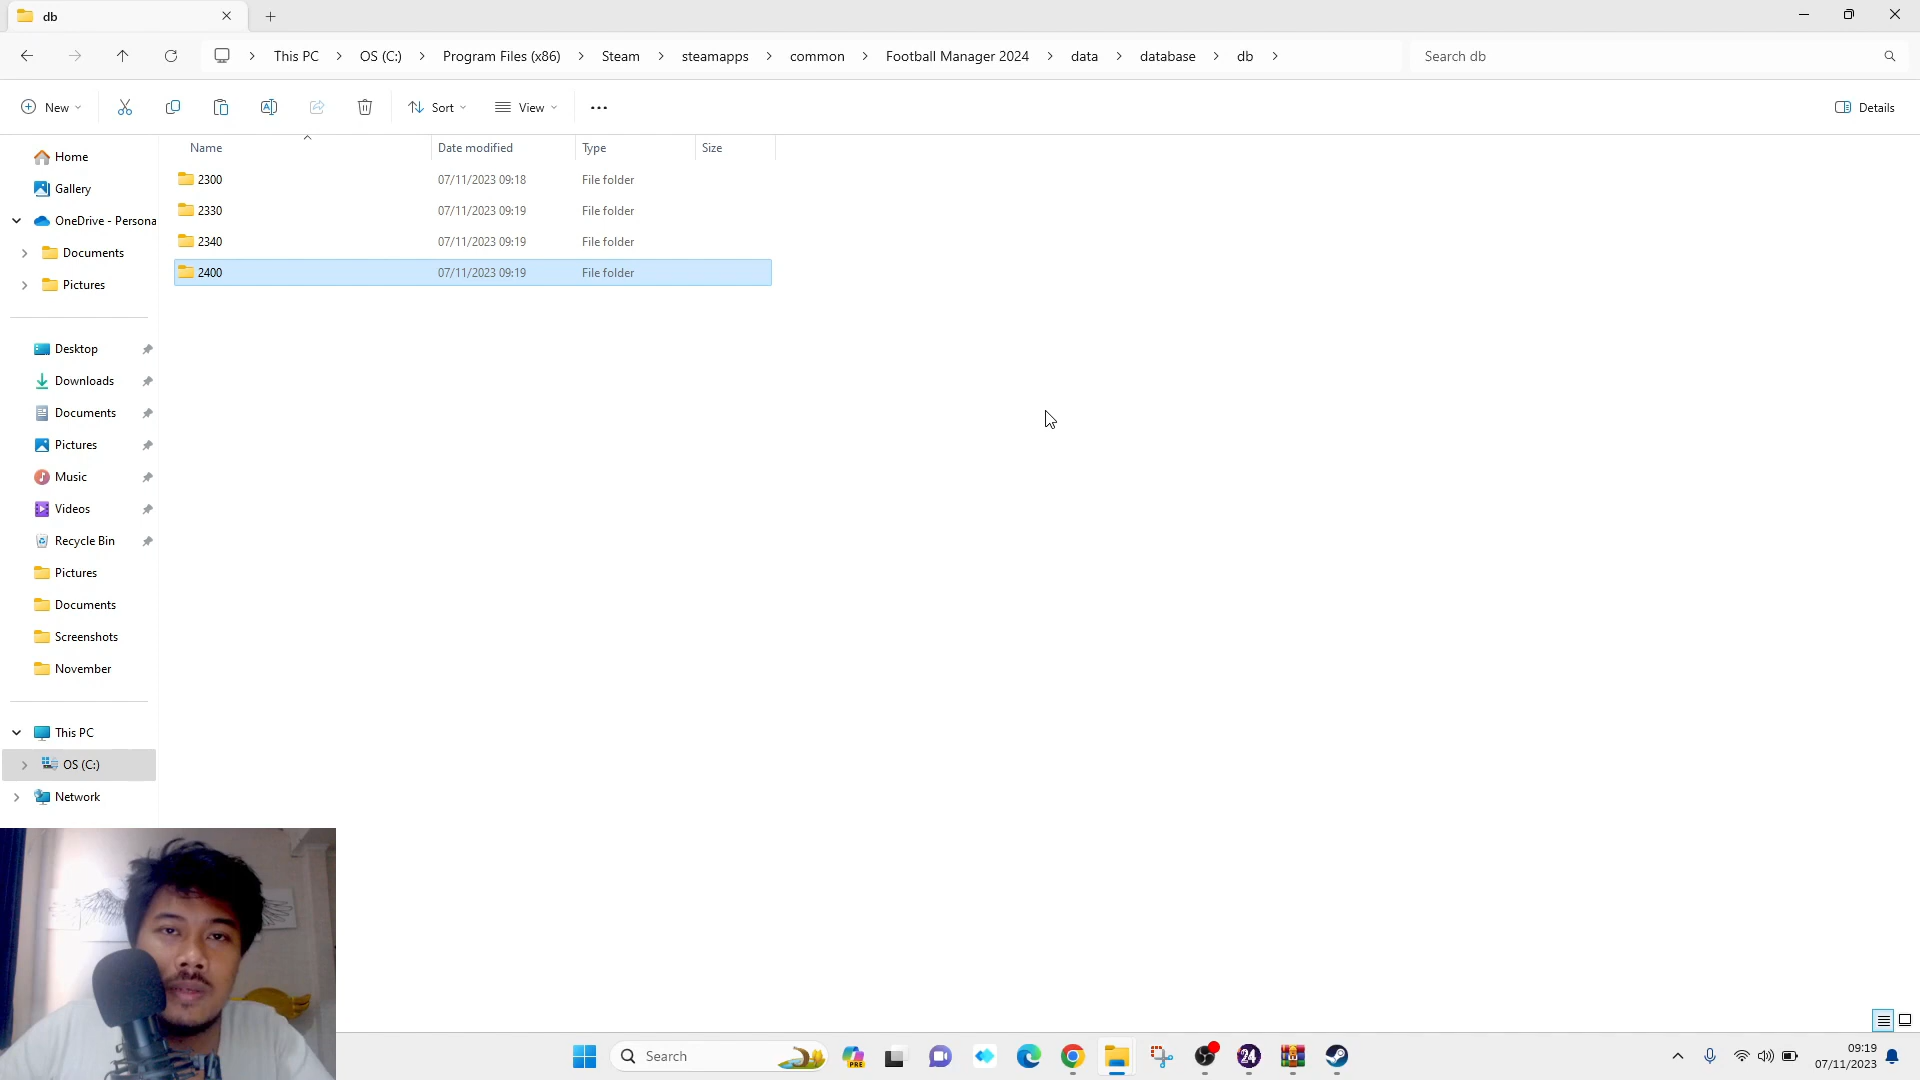 db
This PC
OS (C:)
Program Files (x86)
Steam
steamapps
common
Football Manager 2024
data
database
db
Search db
New
Sort
View
Details
Name
Date modified
Type
Size
2300
07/11/2023 09:18
File folder
2330
07/11/2023 09:19
File folder
2340
07/11/2023 09:19
File folder
2400
07/11/2023 09:19
File folder
Home
Gallery
OneDrive - Persona
Documents
Pictures
Desktop
Downloads
Documents
Pictures
Music
Videos
Recycle Bin
Pictures
Documents
Screenshots
November
This PC
OS (C:)
Network
Search
PRE
24
09:19
07/11/2023